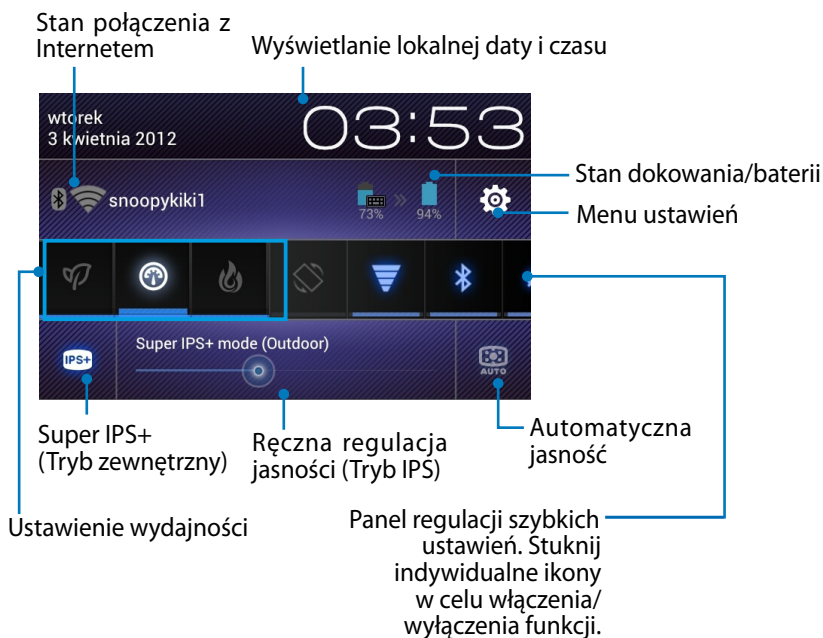 Stan połączenia z
Internetem
Wyświetlanie lokalnej daty i czasu
wtorek
3 kwietnia 2012
03:53
snoopykiki1
73%
94%
Stan dokowania/baterii
Menu ustawień
IPS+
Super IPS+ mode (Outdoor)
AUTO
Super IPS+
(Tryb zewnętrzny)
Ręczna regulacja
jasności (Tryb IPS)
Automatyczna
jasność
Ustawienie wydajności
Panel regulacji szybkich
ustawień. Stuknij
indywidualne ikony
w celu włączenia/
wyłączenia funkcji.